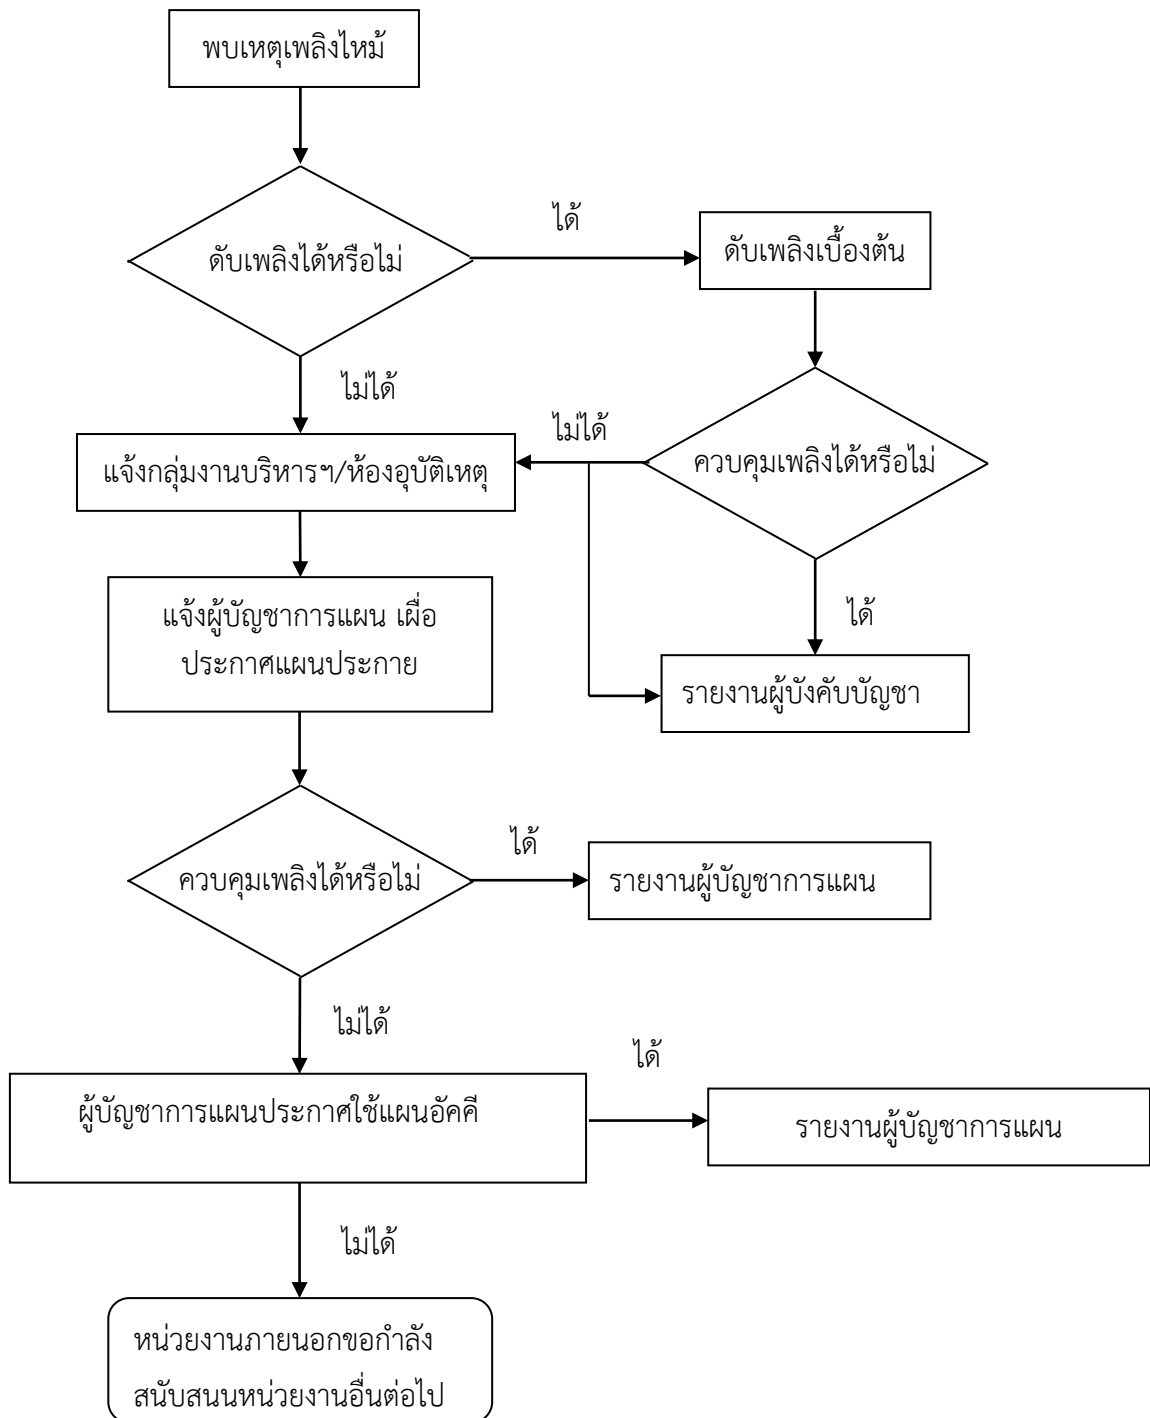 พบเหตุเพลิงไหม้
ได้
ดับเพลิงได้หรือไม่
ดับเพลิงเบื้องต้น
ไม่ได้
ไม่ได้
แจ้งกลุ่มงานบริหารฯ/ห้องอุบัติเหตุ
ควบคุมเพลิงได้หรือไม่
ได้
แจ้งผู้บัญชาการแผน เผื่อ
ประกาศแผนประกาย
รายงานผู้บังคับบัญชา
ได้
ควบคุมเพลิงได้หรือไม่
รายงานผู้บัญชาการแผน
ไม่ได้
ได้
ผู้บัญชาการแผนประกาศใช้แผนอัคคี
รายงานผู้บัญชาการแผน
ไม่ได้
หน่วยงานภายนอกขอกำลัง
สนับสนนหน่วยงานอื่นต่อไป